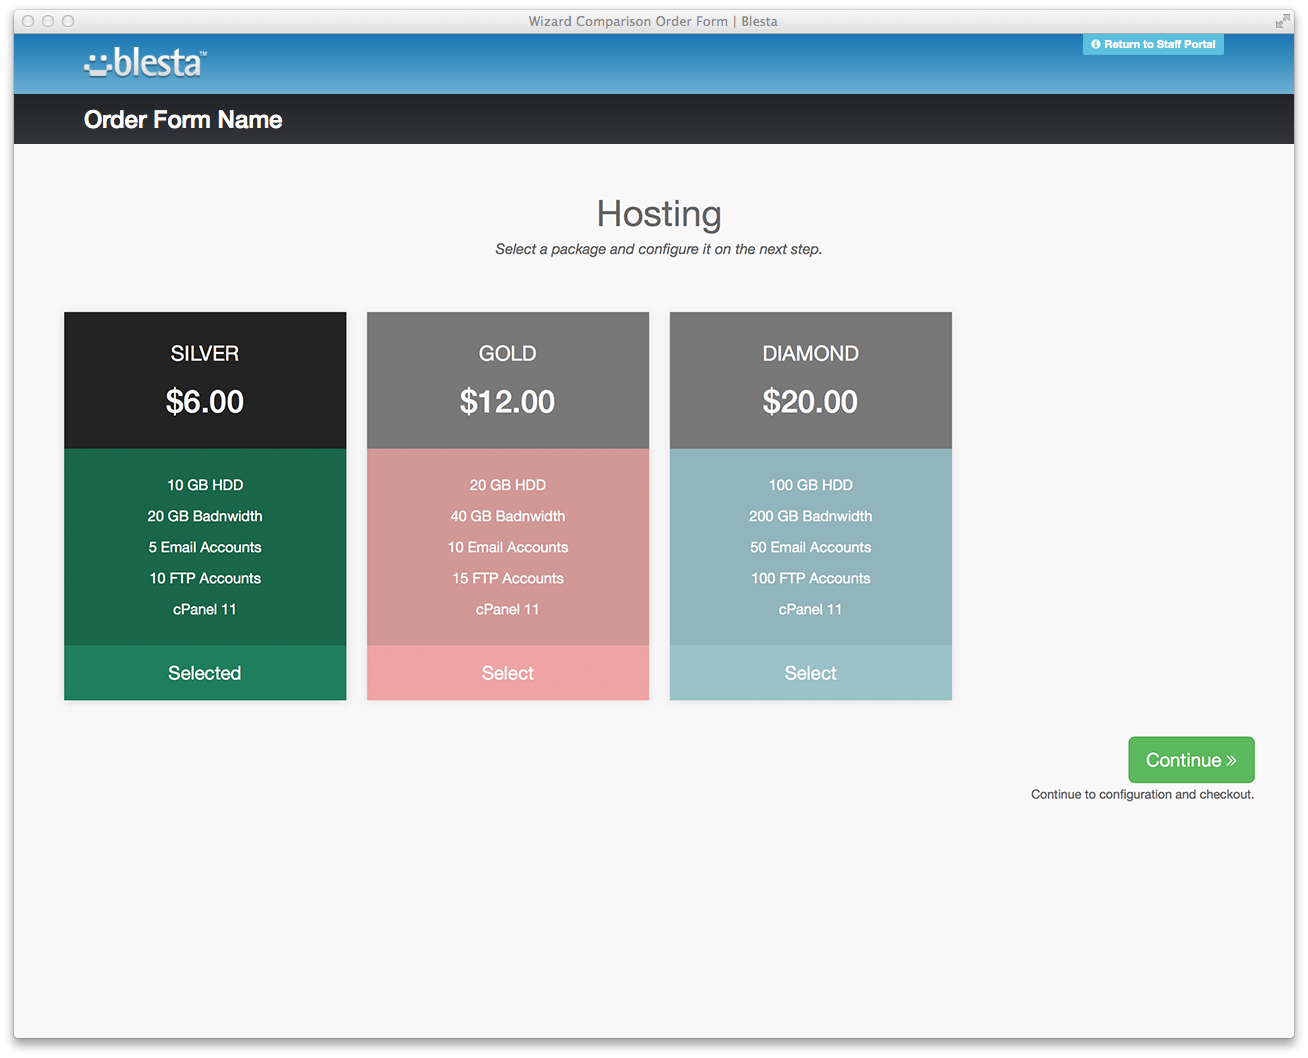 Wizard Comparison Order Form | Blesta
blesta™
Return to Staff Portal
Order Form Name
Hosting
Select a package and configure it on the next step.
SILVER
$6.00
10 GB HDD
20 GB Badnwidth
5 Email Accounts
10 FTP Accounts
cPanel 11
Selected
GOLD
$12.00
20 GB HDD
40 GB Badnwidth
10 Email Accounts
15 FTP Accounts
cPanel 11
Select
DIAMOND
$20.00
100 GB HDD
200 GB Badnwidth
50 Email Accounts
100 FTP Accounts
cPanel 11
Select
Continue »
Continue to configuration and checkout.